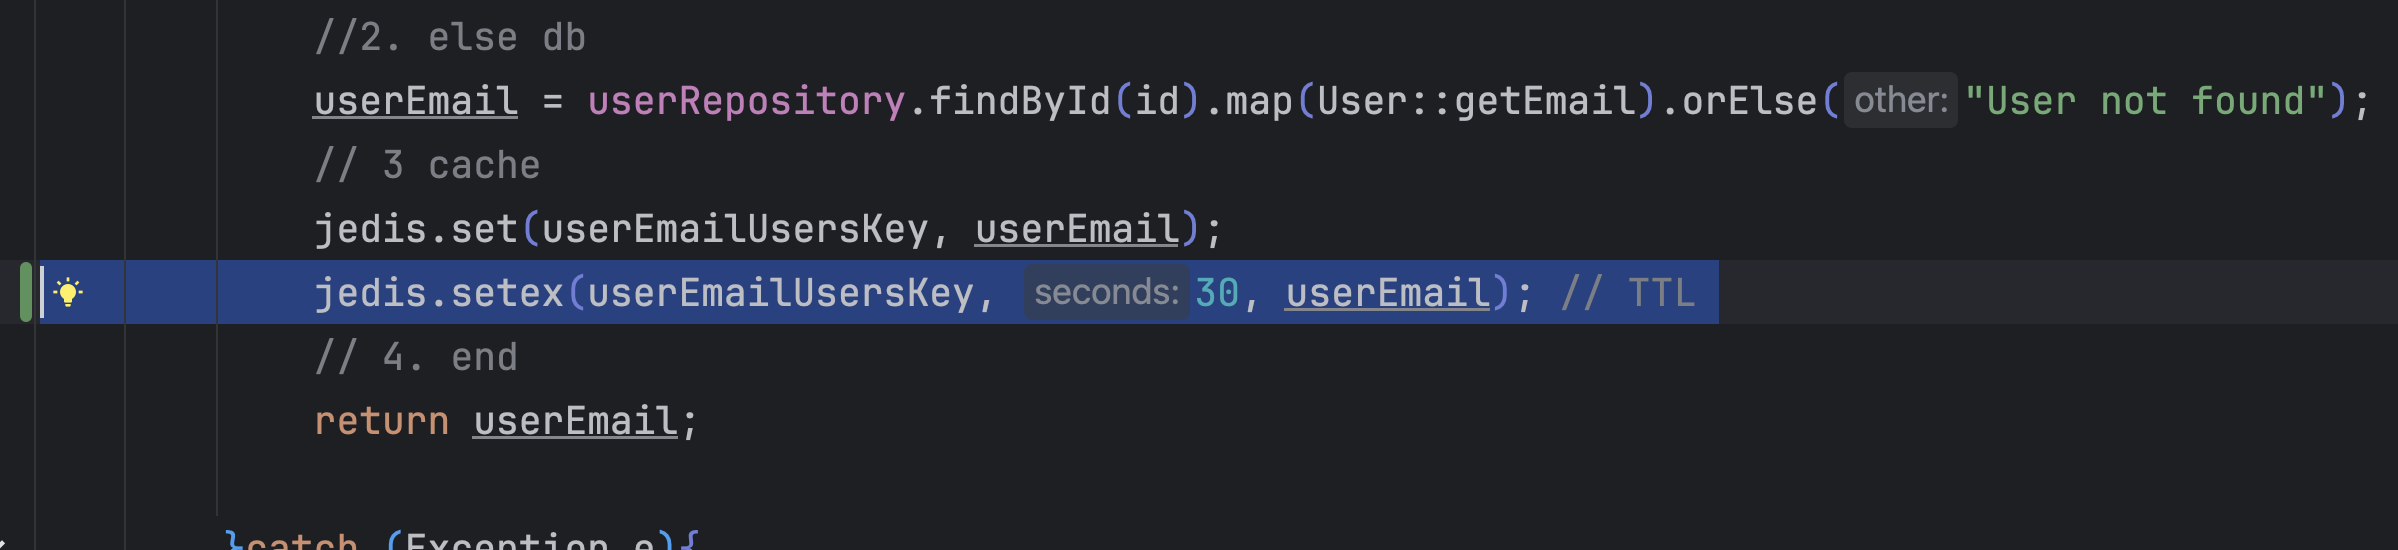 //2. else db
userEmail = userRepository.findById(id).map(User::getEmail).orElse( other: "User not found");
// 3 cache
jedis.set(userEmailUsersKey, userEmail);
jedis.setex(userEmailUsersKey, seconds: 30, userEmail); // TTL
// 4. end
return userEmail;
}catch (Exception e){